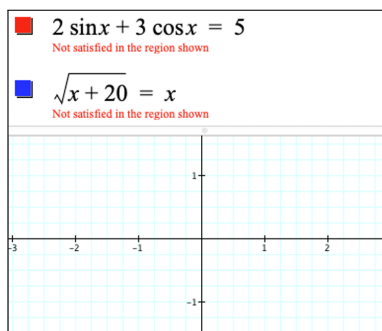 2 sinx + 3 cosx = 5
Not satisfied in the region shown
√x + 20 = x
Not satisfied in the region shown
1
-3 -2 -1 1 2
-1